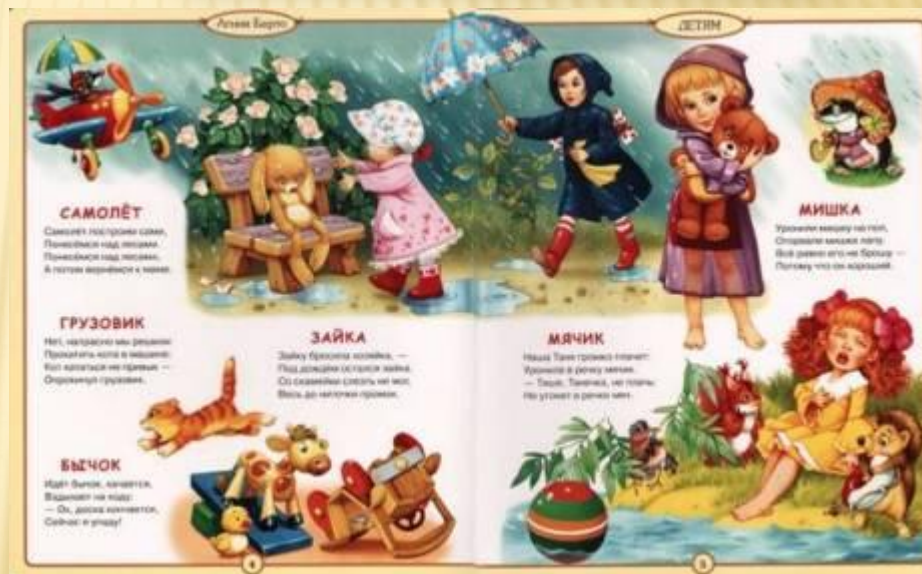 Агния Барто
ДЕТЯМ
САМОЛЁТ
Самолёт построим сами,
Понесёмся над лесами.
Понесёмся над лесами,
А потом вернёмся к маме.
ГРУЗОВИК
Нет, напрасно мы решили
Прокатить кота в машине:
Кот кататься не привык —
Опрокинул грузовик.
БЫЧОК
Идёт бычок, качается,
Вздыхает на ходу:
— Ох, доска кончается,
Сейчас я упаду!
ЗАЙКА
Зайку бросила хозяйка, —
Под дождём остался зайка.
Со скамейки слезть не мог,
Весь до ниточки промок.
4
МИШКА
Уронили мишку на пол,
Оторвали мишке лапу.
Всё равно его не брошу —
Потому что он хороший.
МЯЧИК
Наша Таня громко плачет:
Уронила в речку мячик.
— Тише, Танечка, не плачь:
Не утонет в речке мяч.
5